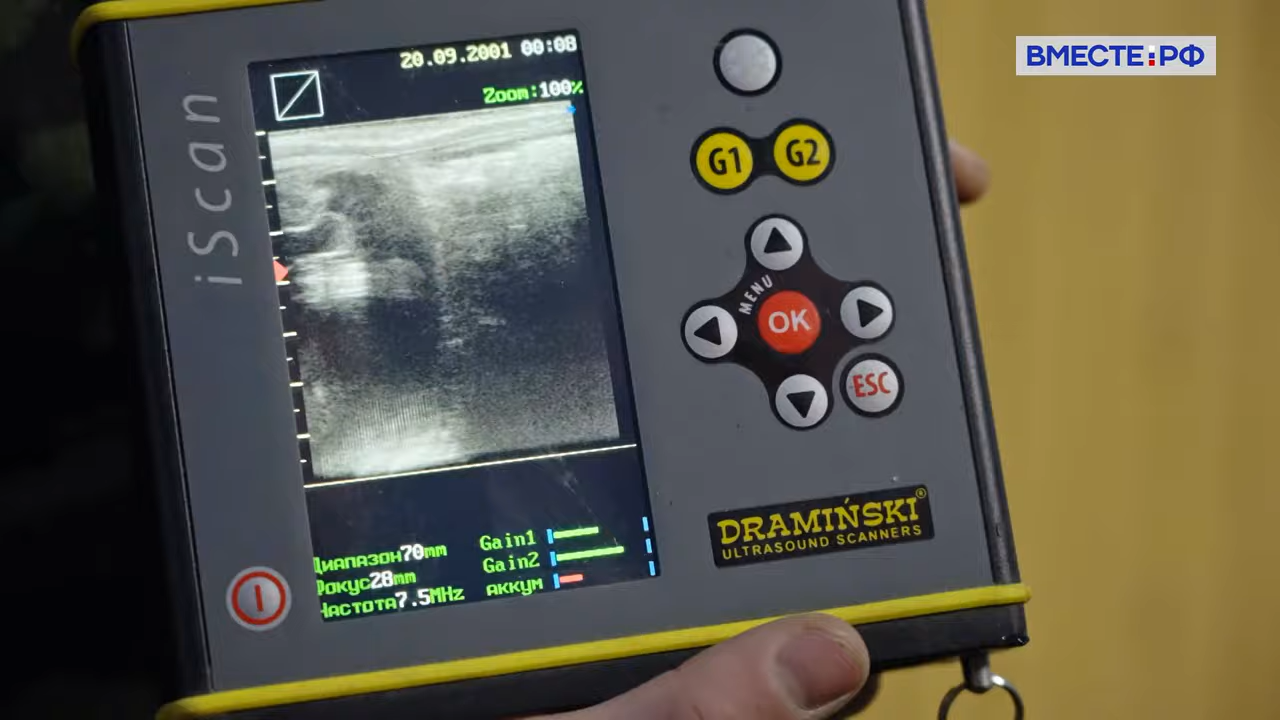 ВМЕСТЕ:РФ
iScan
20.09.2001 00:08
Zoom:100%
G1 G2
MENU
OK
ESC
DRAMIŃSKI®
ULTRASOUND SCANNERS
Диапазон70mm
Фокус28mm
Частота7.5MHz
Gain1
Gain2
аккум